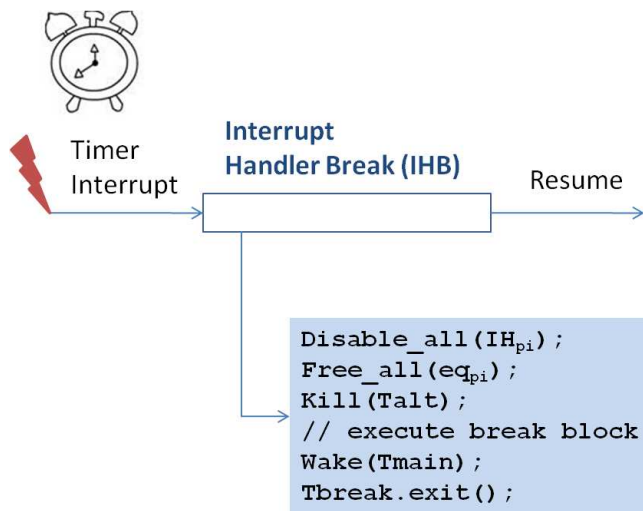 Interrupt
Handler Break (IHB)
Timer
Interrupt
Resume
Disable_all(IHpi);
Free_all(eqpi);
Kill(Talt);
// execute break block
Wake(Tmain);
Tbreak.exit();